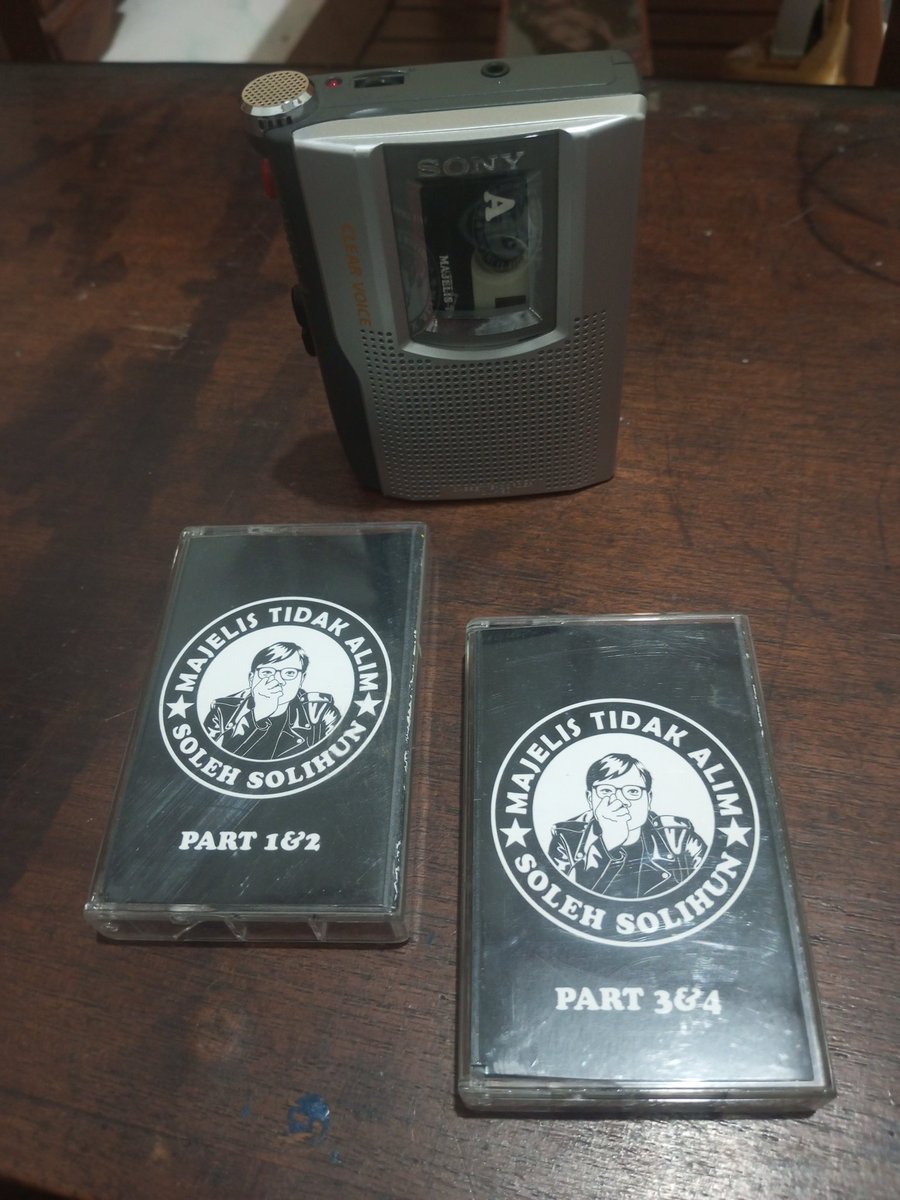 SONY
A
MAJELIS
CLEAR VOICE
MAJELIS TIDAK ALIM
SOLEH SOLIHUN
PART 1&2
MAJELIS TIDAK ALIM
SOLEH SOLIHUN
PART 3&4